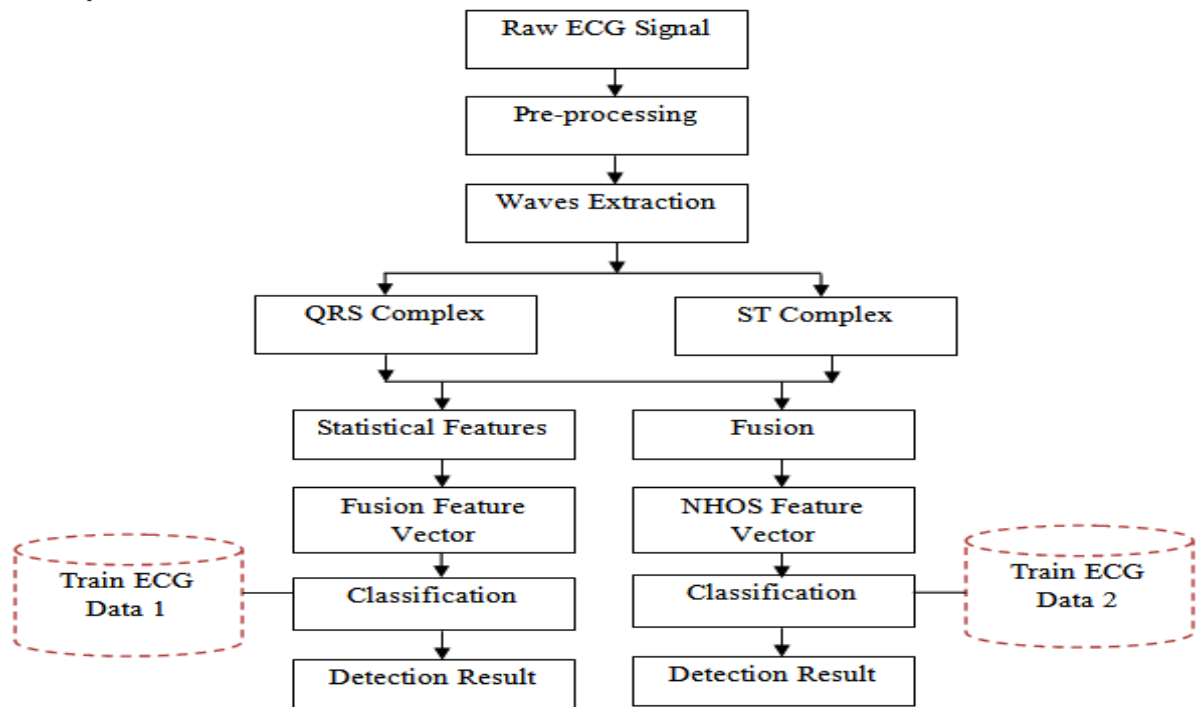 Raw ECG Signal
Pre-processing
Waves Extraction
QRS Complex
ST Complex
Statistical Features
Fusion
Fusion Feature
Vector
NHOS Feature
Vector
Train ECG
Data 1
Classification
Classification
Train ECG
Data 2
Detection Result
Detection Result